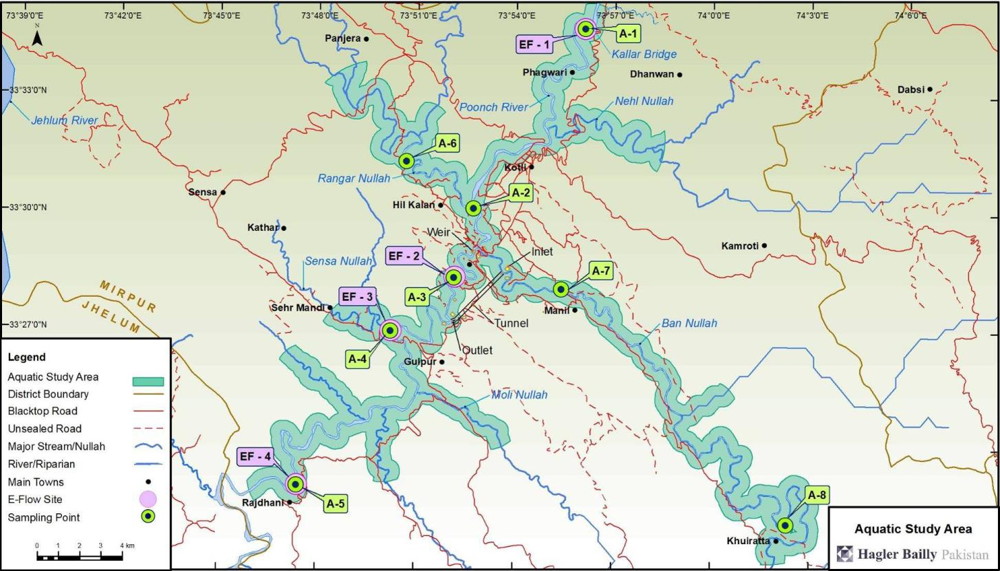 73°39'0"E
73°42'0"E
73°45'0"E
73°48'0"E
73°51'0"E
73°54'0"E
73°57'0"E
74°0'0"E
74°3'0"E
74°6'0"E
N
Panjera
EF - 1
A-1
Kallar Bridge
Phagwari
Dhanwan
33°33'0"N
Dabsi
Poonch River
Nehl Nullah
Jehlum River
A-6
Kotli
Rangar Nullah
Sensa
A-2
33°30'0"N
Hil Kalan
Kathar
Weir
Kamroti
Inlet
EF - 2
Sensa Nullah
A-7
MIRPUR
JHELUM
EF - 3
A-3
Sehr Mandi
Manil
33°27'0"N
Tunnel
Ban Nullah
Outlet
A-4
Gulpur
Moli Nullah
EF - 4
Rajdhani
A-5
A-8
Khuiratta
Legend
Aquatic Study Area
District Boundary
Blacktop Road
Unsealed Road
Major Stream/Nullah
River/Riparian
Main Towns
E-Flow Site
Sampling Point
0 1 2 3 4 km
Aquatic Study Area
Hagler Bailly Pakistan